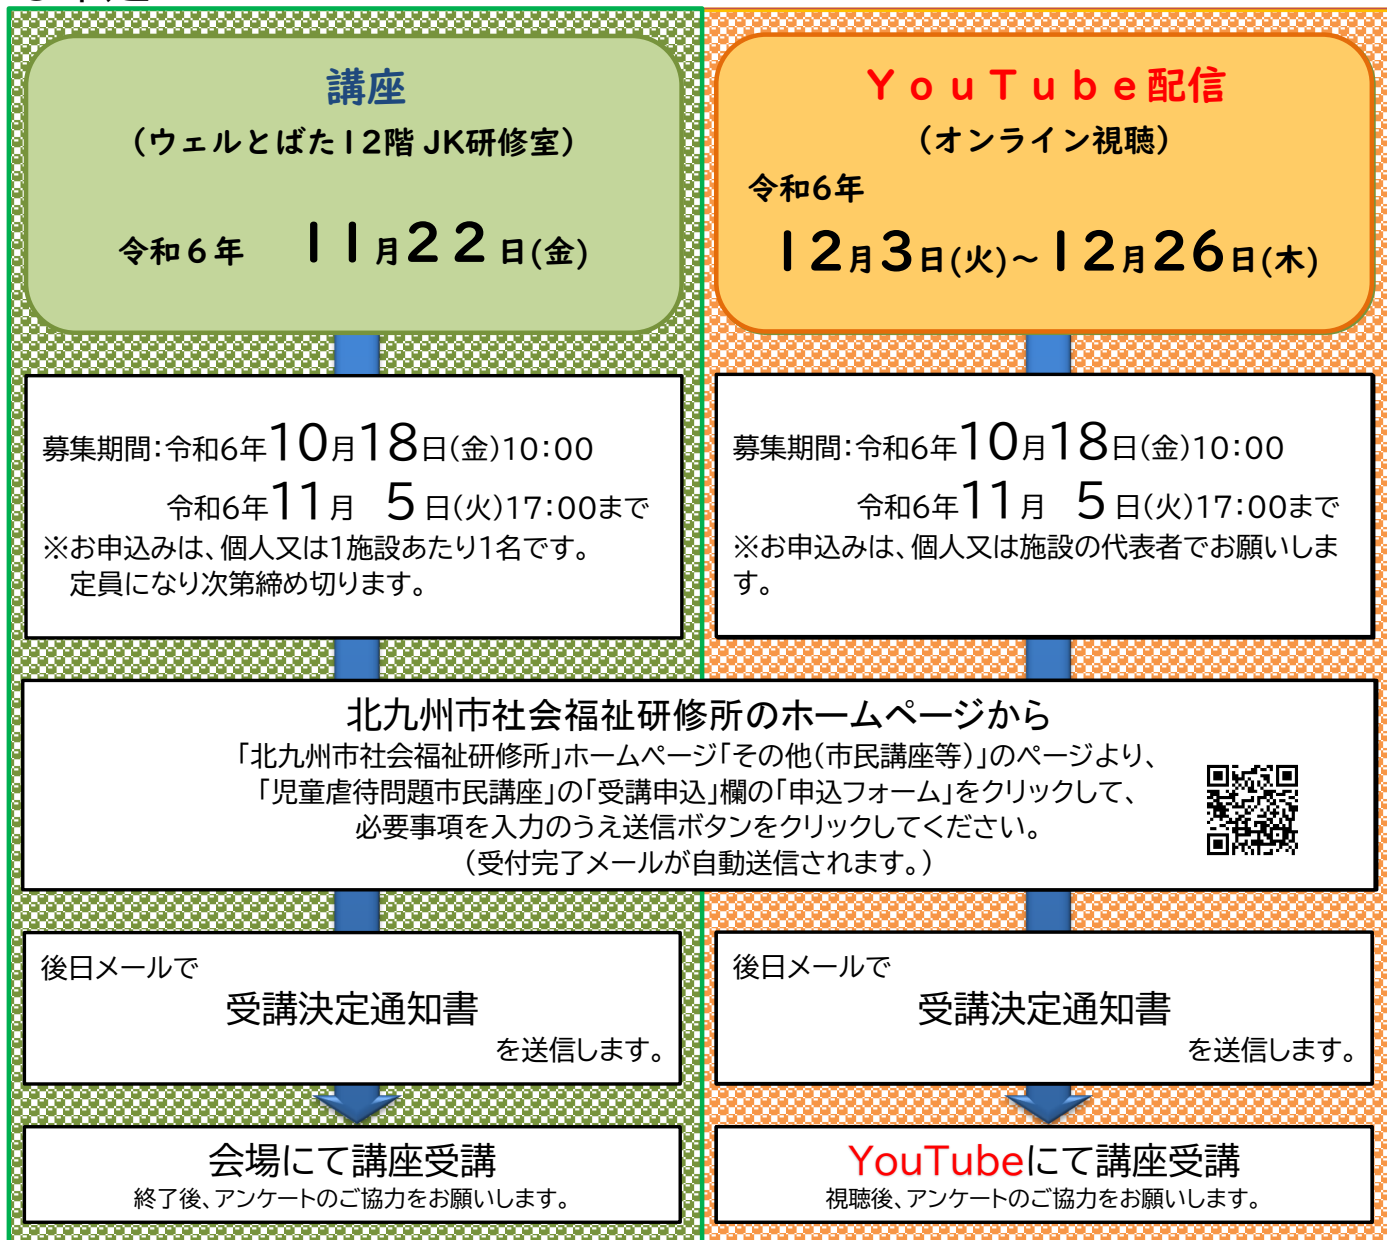 講座
(ウェルとばた12階 JK研修室)
令和6年 11月22日(金)
YouTube配信
(オンライン視聴)
令和6年
12月3日(火)～12月26日(木)
募集期間:令和6年10月18日(金)10:00
令和6年11月 5日(火)17:00まで
※お申込みは、個人又は1施設あたり1名です。
定員になり次第締め切ります。
募集期間:令和6年10月18日(金)10:00
令和6年11月 5日(火)17:00まで
※お申込みは、個人又は施設の代表者でお願いしま
す。
北九州市社会福祉研修所のホームページから
「北九州市社会福祉研修所」ホームページ「その他(市民講座等)」のページより、
「児童虐待問題市民講座」の「受講申込」欄の「申込フォーム」をクリックして、
必要事項を入力のうえ送信ボタンをクリックしてください。
(受付完了メールが自動送信されます。)
後日メールで
受講決定通知書
を送信します。
後日メールで
受講決定通知書
を送信します。
会場にて講座受講
終了後、アンケートのご協力をお願いします。
YouTubeにて講座受講
視聴後、アンケートのご協力をお願いします。